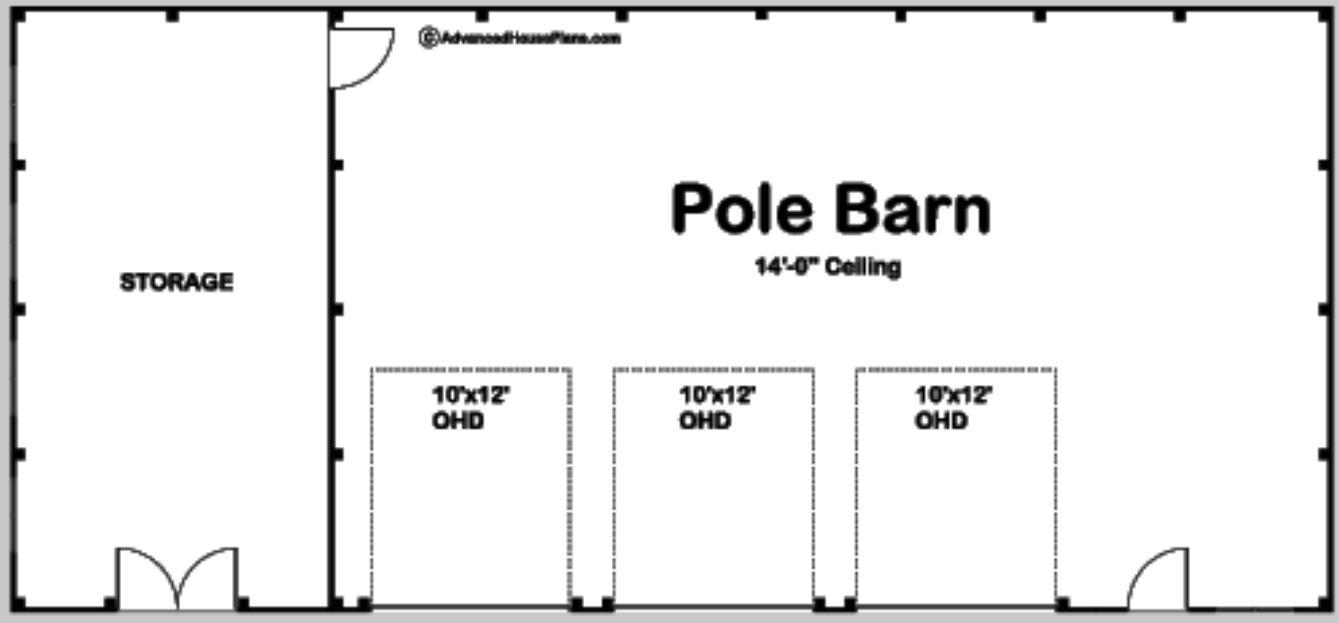 ©AdvancedHousePlans.com
Pole Barn
14'-0" Ceiling
STORAGE
10'x12'
OHD
10'x12'
OHD
10'x12'
OHD